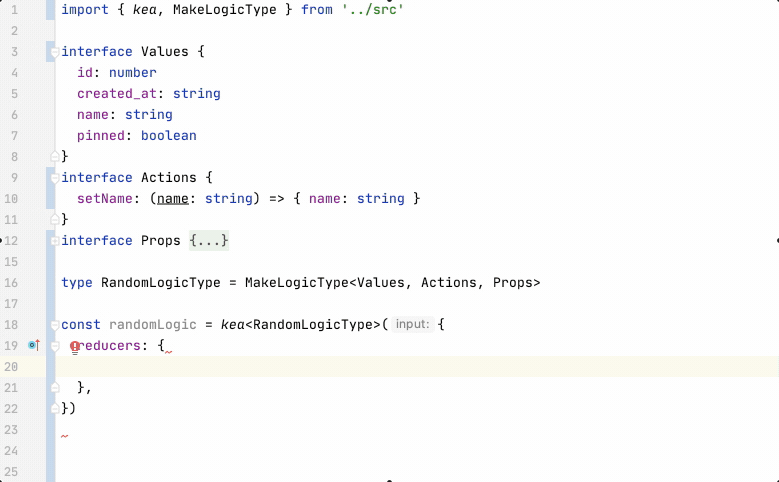 1 import { kea, MakeLogicType } from '../src'
2
3 interface Values {
4 id: number
5 created_at: string
6 name: string
7 pinned: boolean
8 }
9 interface Actions {
10 setName: (name: string) => { name: string }
11 }
12 interface Props {...}
15
16 type RandomLogicType = MakeLogicType<Values, Actions, Props>
17
18 const randomLogic = kea<RandomLogicType>( input: {
19 reducers: {
20
21 },
22 })
23
24
25